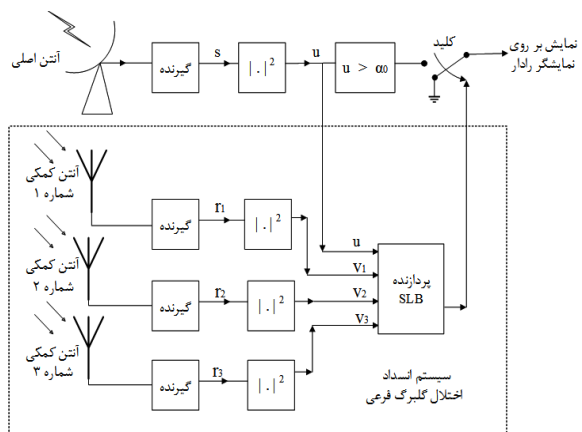 آنتن اصلی
گیرنده
s
| . |²
u
u > α₀
کلید
نمایش بر روی
نمایشگر رادار
آنتن کمکی
شماره ۱
گیرنده
r₁
| . |²
آنتن کمکی
شماره ۲
گیرنده
r₂
| . |²
آنتن کمکی
شماره ۳
گیرنده
r₃
| . |²
u
v₁
v₂
v₃
پردازنده
SLB
سیستم انسداد
اختلال گلبرگ فرعی